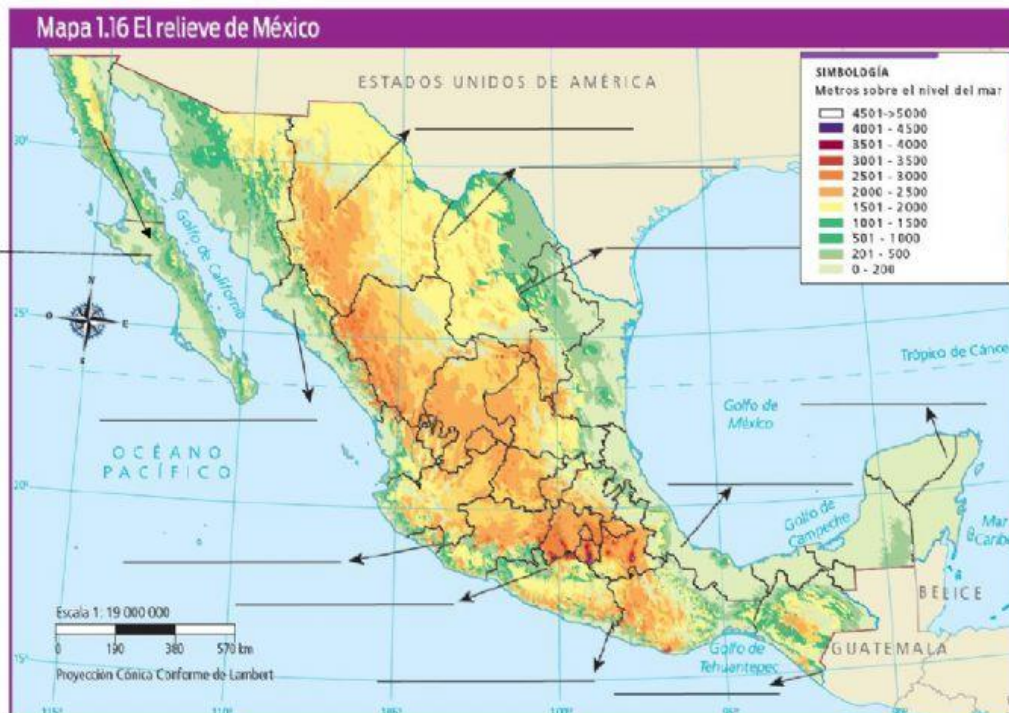 Mapa 1.16 El relieve de México
ESTADOS UNIDOS DE AMÉRICA
SIMBOLOGÍA
Metros sobre el nivel del mar
4501->5000
4001 - 4500
3501 - 4000
3001 - 3500
2501 - 3000
2000 - 2500
1501 - 2000
1001 - 1500
501 - 1000
201 - 500
0 - 200
30°
Golfo de California
N
O
E
S
25°
Trópico de Cánce
Golfo de
México
OCÉANO
PACÍFICO
20°
Golfo de
Campeche
Mar
Caribe
BELICE
Escala 1: 19 000 000
0 190 380 570 km
Golfo de
Tehuantepec
GUATEMALA
15°
Proyección Cónica Conforme de Lambert